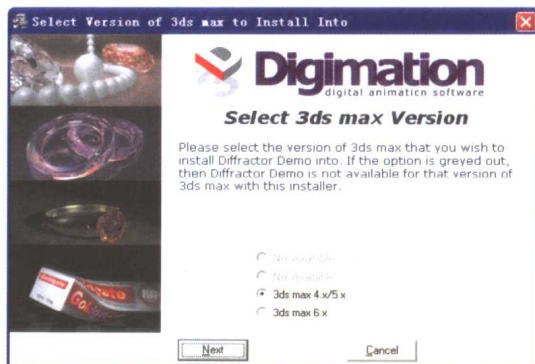 Select Version of 3ds max to Install Into
Digimation
digital animation software
Select 3ds max Version
Please select the version of 3ds max that you wish to
install Diffractor Demo into. If the option is greyed out,
then Diffractor Demo is not available for that version of
3ds max with this installer.
Not Available
Not Available
3ds max 4.x/5.x
3ds max 6.x
Colgate
Next
Cancel